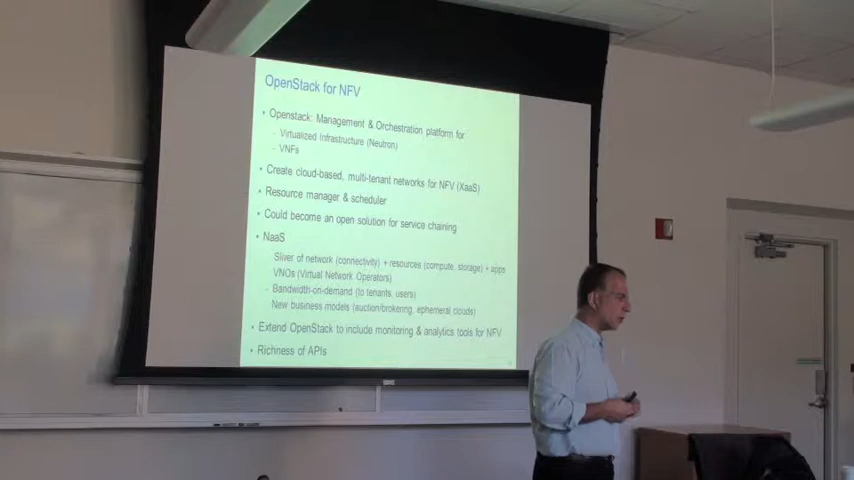 OpenStack for NFV
• Openstack: Management & Orchestration platform for
- Virtualized Infrastructure (Neutron)
- VNFs
• Create cloud-based, multi-tenant networks for NFV (XaaS)
• Resource manager & scheduler
• Could become an open solution for service chaining
• NaaS
Sliver of network (connectivity) + resources (compute, storage) + apps
VNOs (Virtual Network Operators)
- Bandwidth-on-demand (to tenants, users)
New business models (auction/brokering, ephemeral clouds)
• Extend OpenStack to include monitoring & analytics tools for NFV
• Richness of APIs